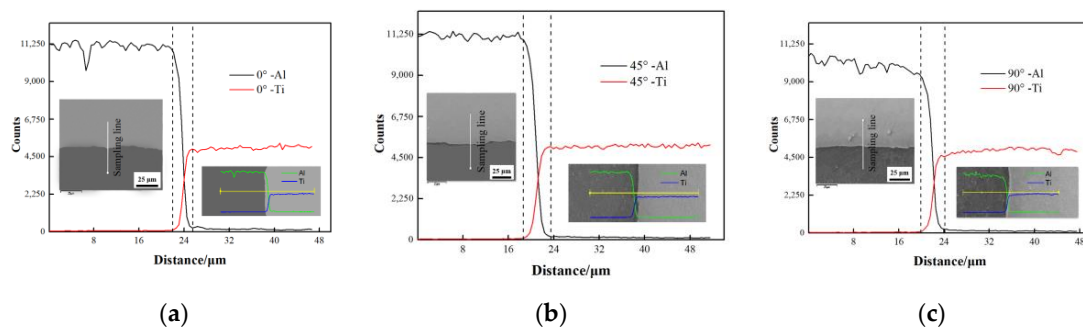 11,250
9,000
6,750
4,500
2,250
0
8
16
24
32
40
48
Counts
Distance/μm
0° -Al
0° -Ti
Sampling line
25 μm
Al
Ti
(a)
11,250
9,000
6,750
4,500
2,250
0
8
16
24
32
40
48
Counts
Distance/μm
45° -Al
45° -Ti
Sampling line
25 μm
Al
Ti
(b)
11,250
9,000
6,750
4,500
2,250
0
8
16
24
32
40
48
Counts
Distance/μm
90° -Al
90° -Ti
Sampling line
25 μm
Al
Ti
(c)